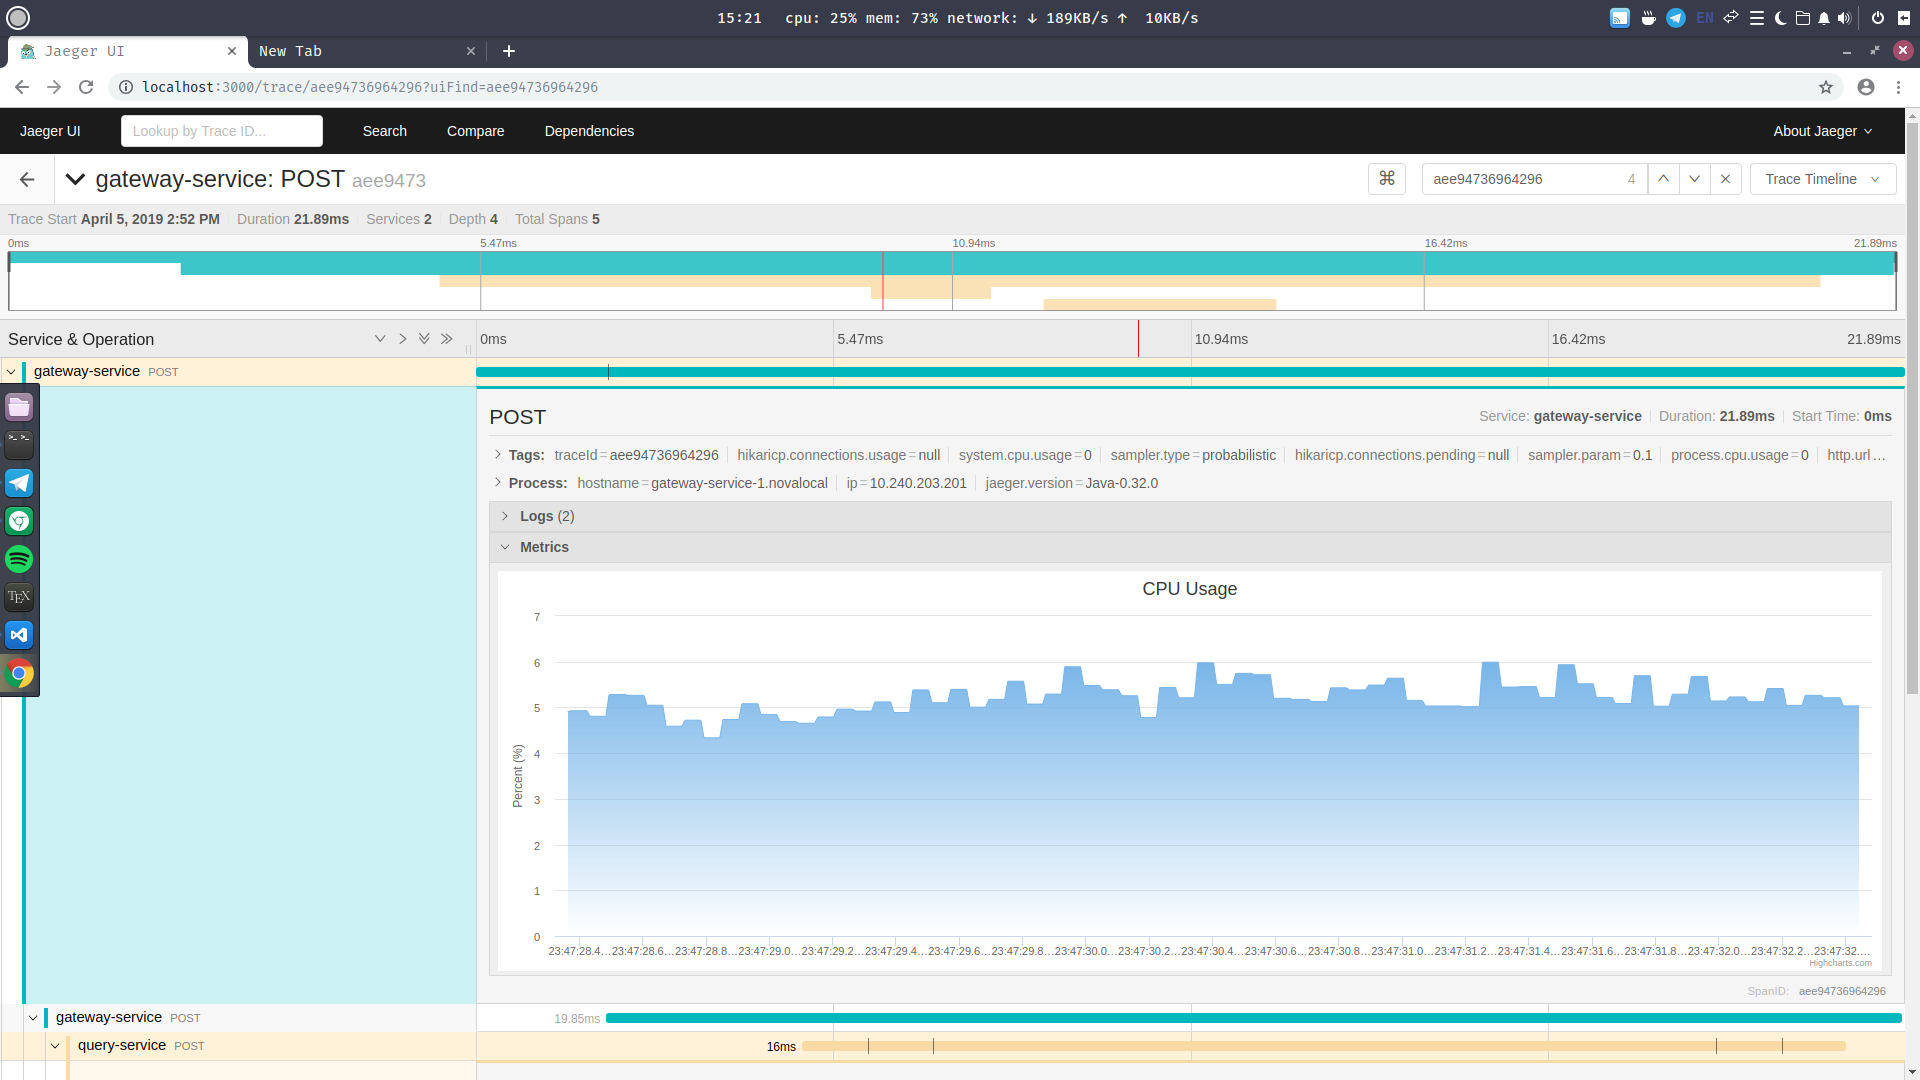 15:21 cpu: 25% mem: 73% network: ↓ 189KB/s ↑ 10KB/s EN
Jaeger UI
New Tab
localhost:3000/trace/aee94736964296?uiFind=aee94736964296
Jaeger UI Lookup by Trace ID... Search Compare Dependencies About Jaeger
gateway-service: POST aee9473 ⌘ aee94736964296 4 Trace Timeline
Trace Start April 5, 2019 2:52 PM Duration 21.89ms Services 2 Depth 4 Total Spans 5
0ms 5.47ms 10.94ms 16.42ms 21.89ms
Service & Operation 0ms 5.47ms 10.94ms 16.42ms 21.89ms
gateway-service POST
>_ >_
TEX
POST Service: gateway-service Duration: 21.89ms Start Time: 0ms
Tags: traceId=aee94736964296 hikaricp.connections.usage=null system.cpu.usage=0 sampler.type=probabilistic hikaricp.connections.pending=null sampler.param=0.1 process.cpu.usage=0 http.url ...
Process: hostname=gateway-service-1.novalocal ip=10.240.203.201 jaeger.version=Java-0.32.0
Logs (2)
Metrics
CPU Usage
Percent (%)
7
6
5
4
3
2
1
0
23:47:28.4... 23:47:28.6... 23:47:28.8... 23:47:29.0... 23:47:29.2... 23:47:29.4... 23:47:29.6... 23:47:29.8... 23:47:30.0... 23:47:30.2... 23:47:30.4... 23:47:30.6... 23:47:30.8... 23:47:31.0... 23:47:31.2... 23:47:31.4... 23:47:31.6... 23:47:31.8... 23:47:32.0... 23:47:32.2... 23:47:32....
Highcharts.com
SpanID: aee94736964296
gateway-service POST 19.85ms
query-service POST 16ms